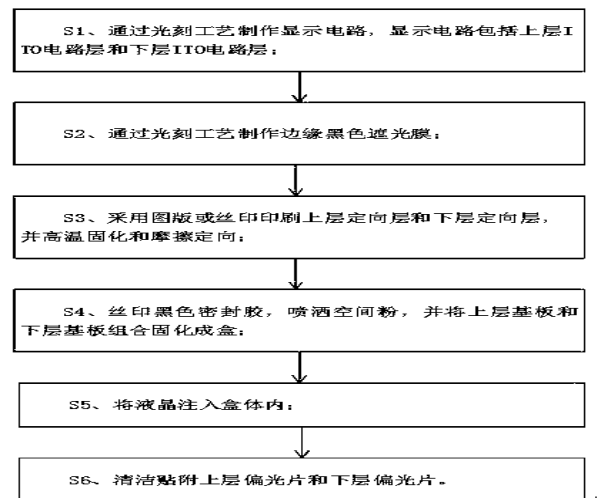 S1、通过光刻工艺制作显示电路，显示电路包括上层I
TO电路层和下层ITO电路层；
S2、通过光刻工艺制作边缘黑色遮光膜；
S3、采用图版或丝印印刷上层定向层和下层定向层，
并高温固化和摩擦定向；
S4、丝印黑色密封胶，喷洒空间粉，并将上层基板和
下层基板组合固化成盒；
S5、将液晶注入盒体内；
S6、清洁贴附上层偏光片和下层偏光片。